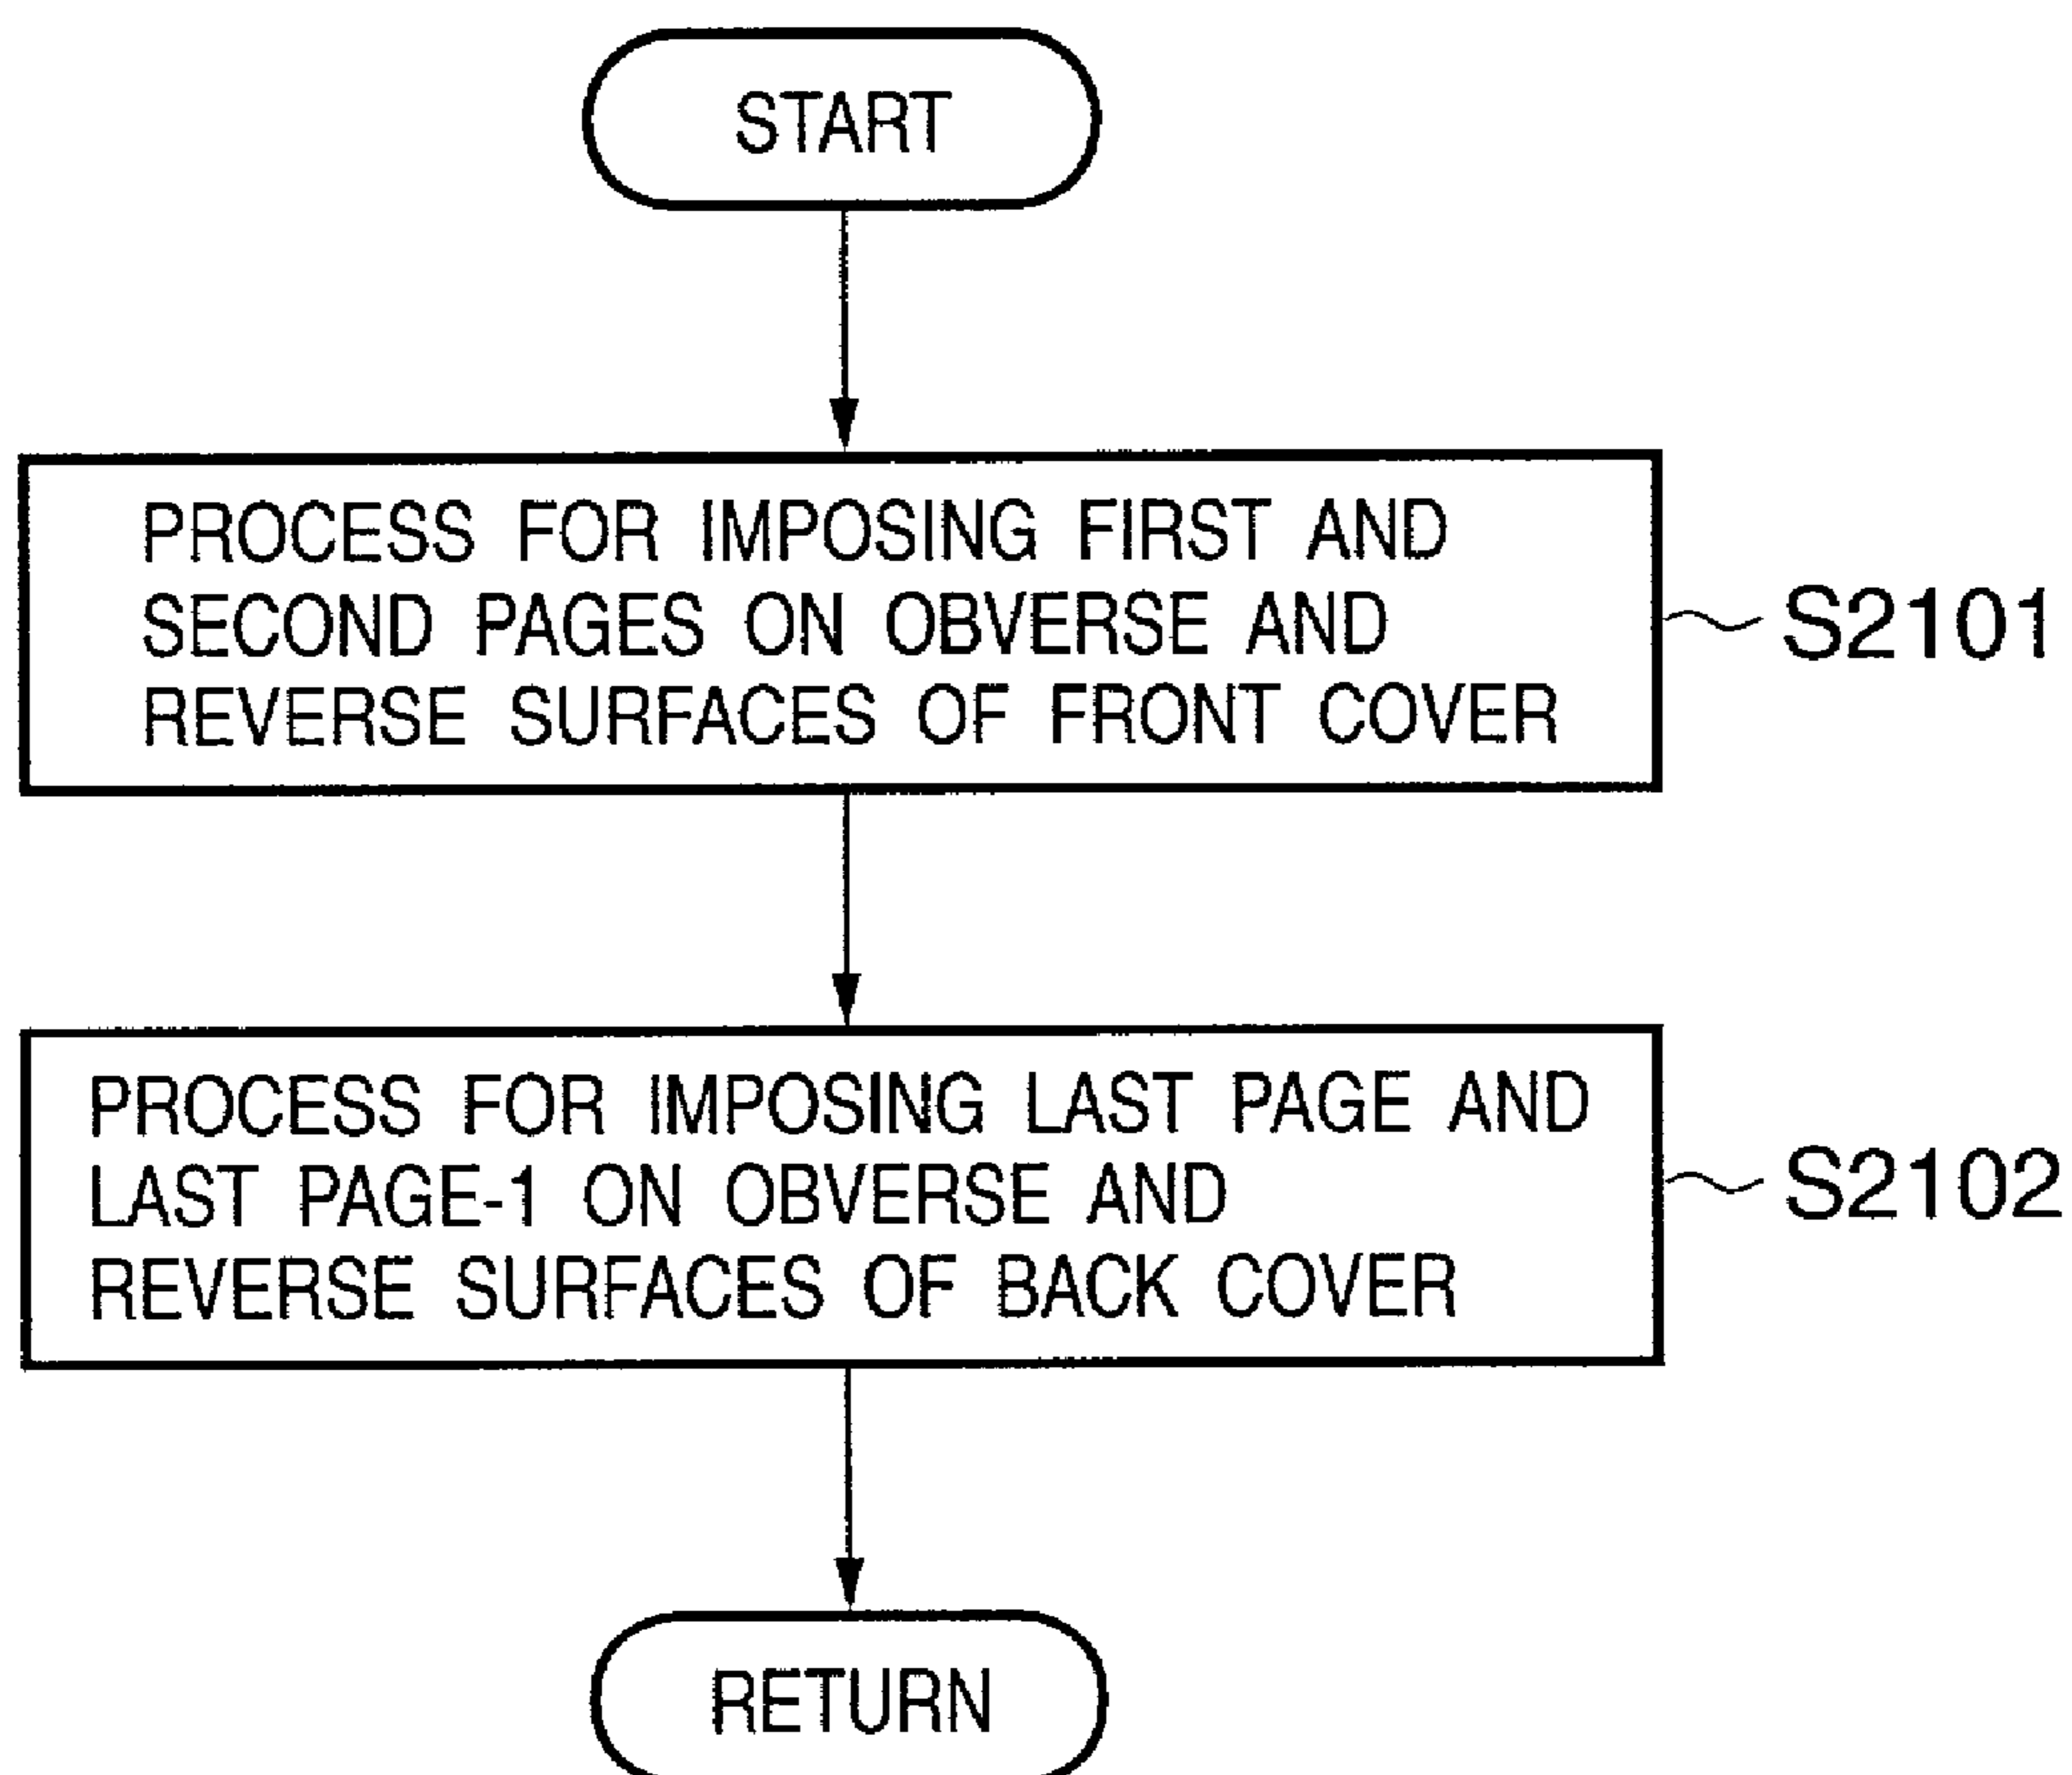 START
PROCESS FOR IMPOSING FIRST AND
SECOND PAGES ON OBVERSE AND
REVERSE SURFACES OF FRONT COVER
S2101
PROCESS FOR IMPOSING LAST PAGE AND
LAST PAGE-1 ON OBVERSE AND
REVERSE SURFACES OF BACK COVER
S2102
RETURN